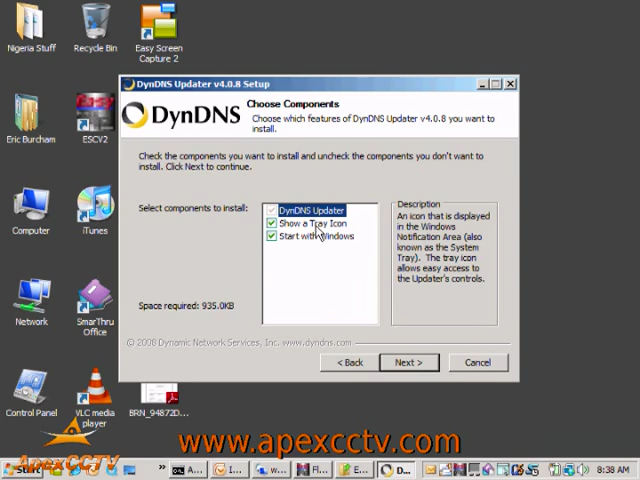 Nigeria Stuff
Recycle Bin
Easy Screen
Capture 2
DynDNS Updater v4.0.8 Setup
DynDNS
Choose Components
Choose which features of DynDNS Updater v4.0.8 you want to
install.
Eric Burcham
ESCV2
Check the components you want to install and uncheck the components you don't want to
install. Click Next to continue.
Select components to install:
DynDNS Updater
Show a Tray Icon
Start with Windows
Description
An icon that is displayed
in the Windows
Notification Area (also
known as the System
Tray). The tray icon
allows easy access to
the Updater's controls.
Computer
iTunes
Space required: 935.0KB
Network
SmarThru
Office
© 2008 Dynamic Network Services, Inc. www.dyndns.com
< Back
Next >
Cancel
Control Panel
VLC media
player
BRN_94872D...
www.apexcctv.com
ApexCCTV
Start
A...
I...
w...
Fl...
E...
D...
8:38 AM